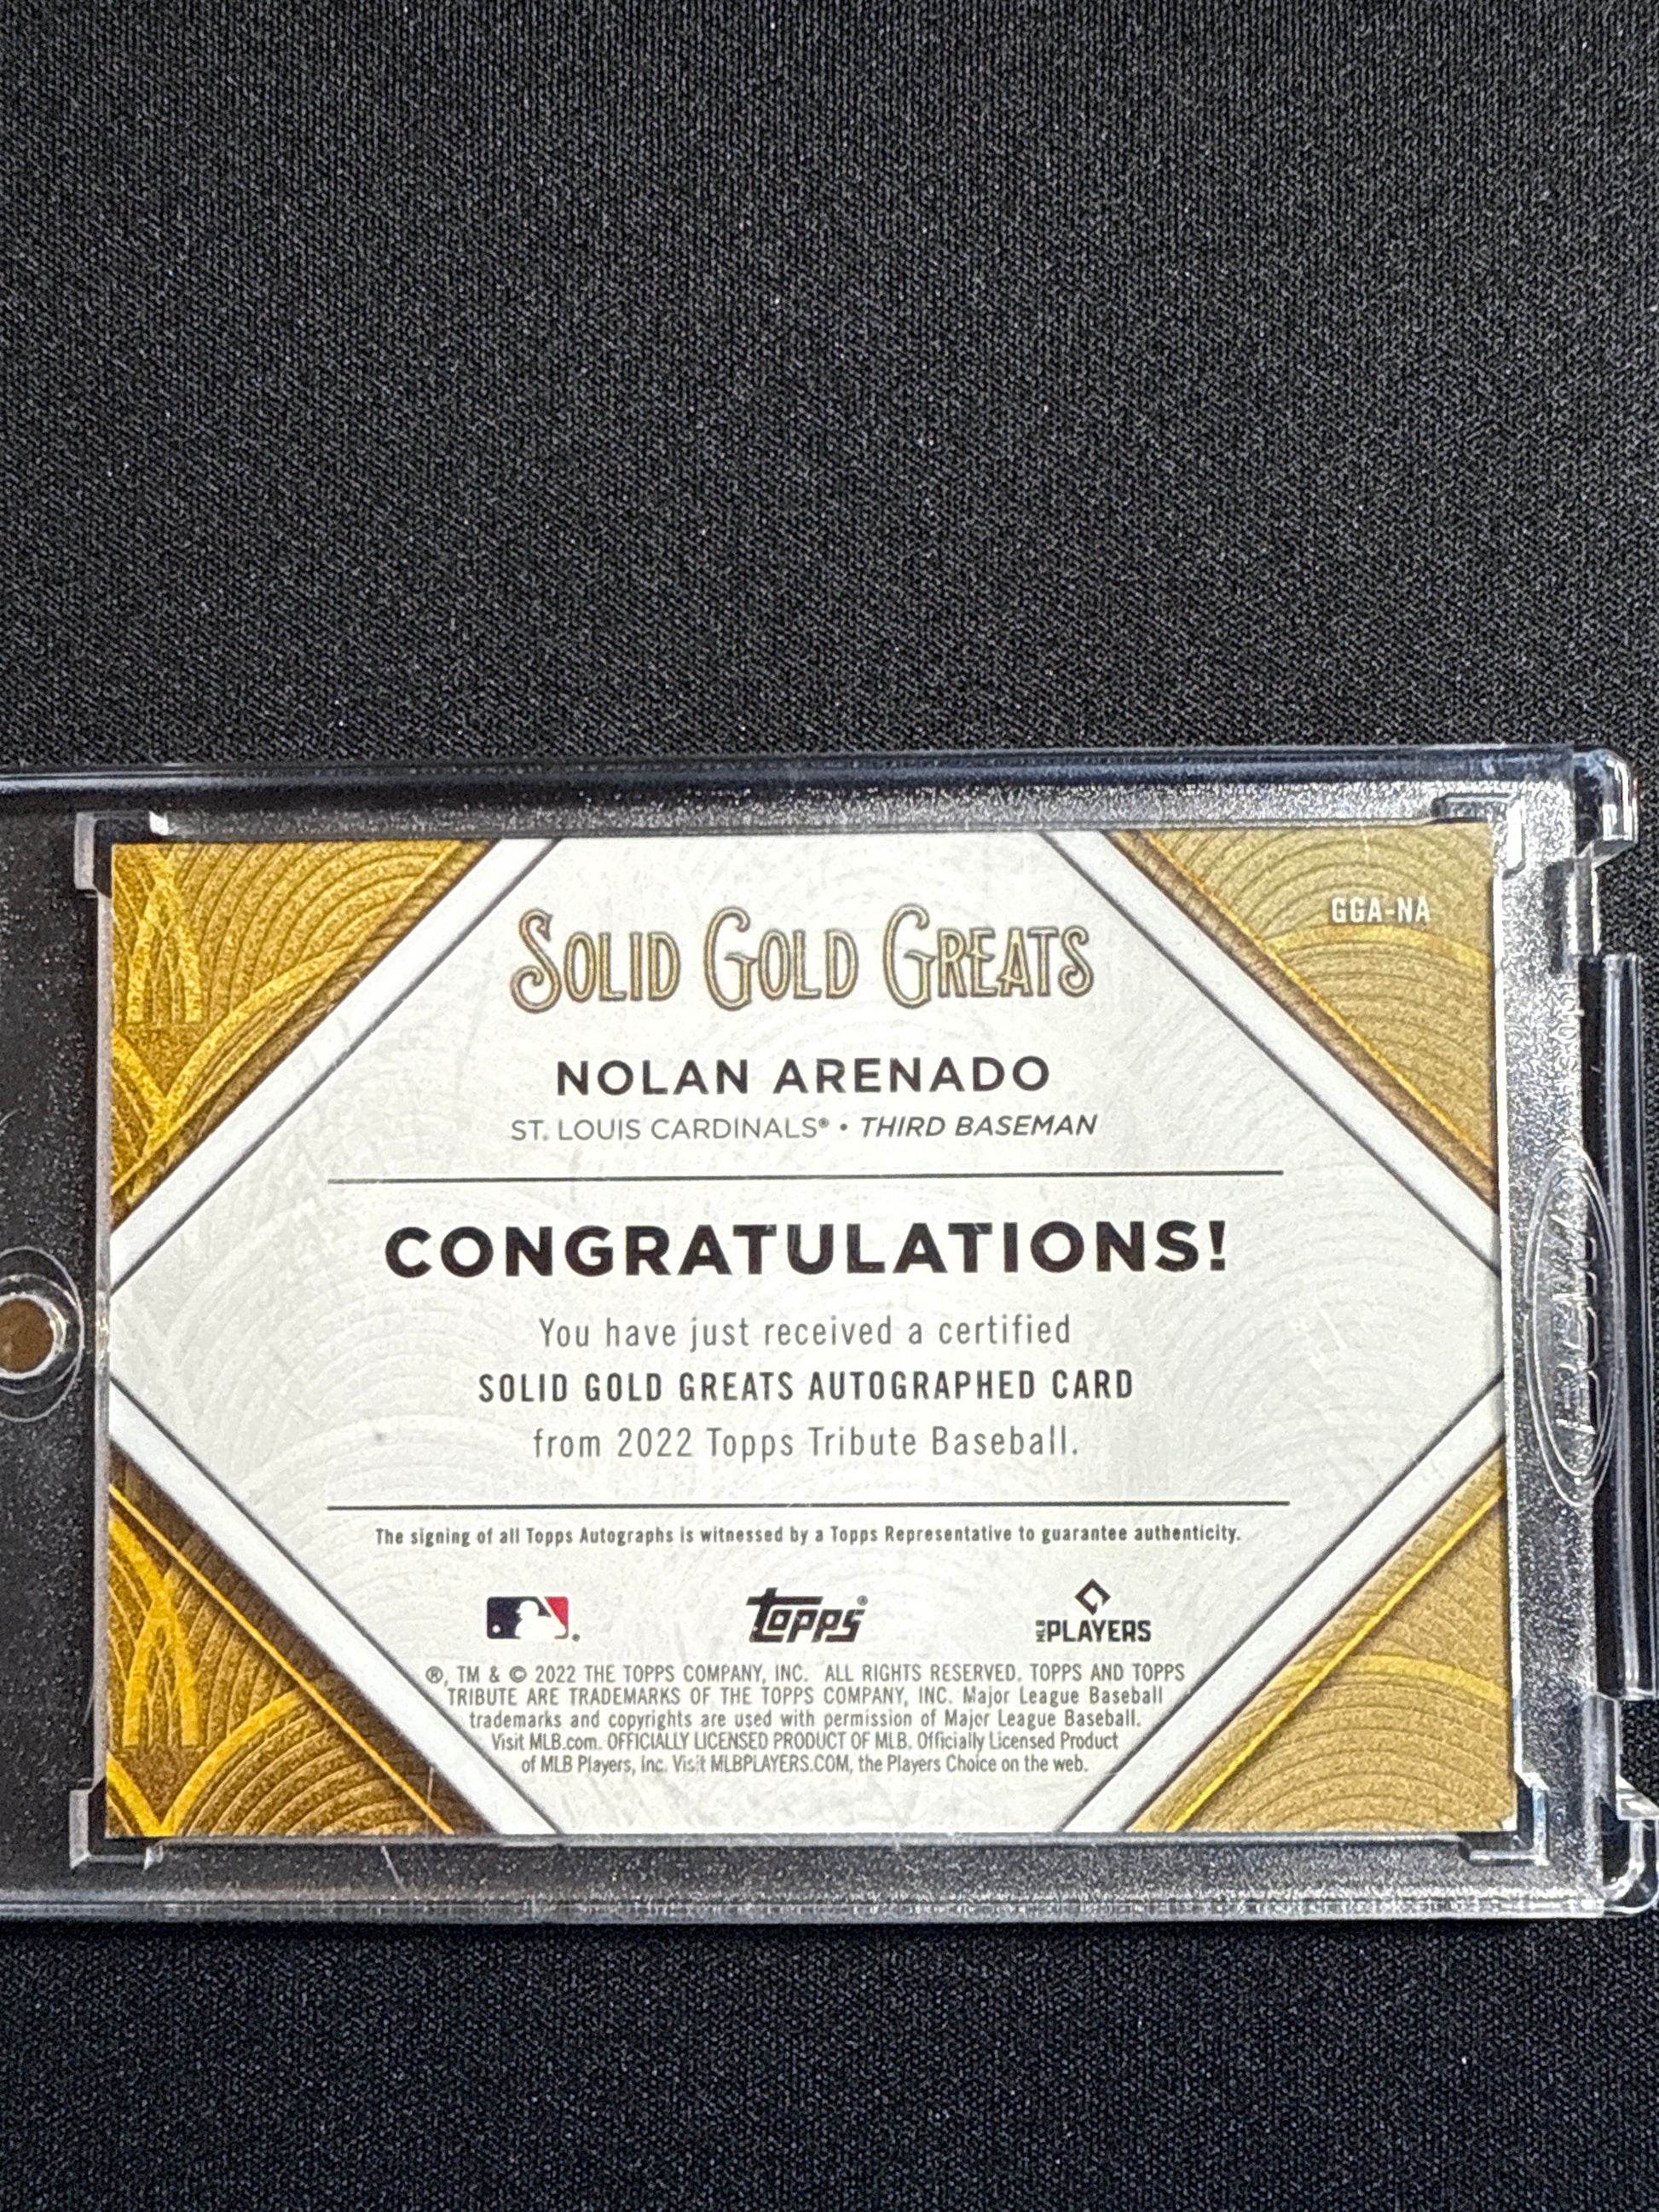 SOLID GOLD GREATS
GGA-NA
NOLAN ARENADO
ST. LOUIS CARDINALS® • THIRD BASEMAN
CONGRATULATIONS!
You have just received a certified
SOLID GOLD GREATS AUTOGRAPHED CARD
from 2022 Topps Tribute Baseball.
The signing of all Topps Autographs is witnessed by a Topps Representative to guarantee authenticity.
topps®
MLB PLAYERS
®, TM & © 2022 THE TOPPS COMPANY, INC. ALL RIGHTS RESERVED. TOPPS AND TOPPS
TRIBUTE ARE TRADEMARKS OF THE TOPPS COMPANY, INC. Major League Baseball
trademarks and copyrights are used with permission of Major League Baseball.
Visit MLB.com. OFFICIALLY LICENSED PRODUCT OF MLB. Officially Licensed Product
of MLB Players, Inc. Visit MLBPLAYERS.COM, the Players Choice on the web.